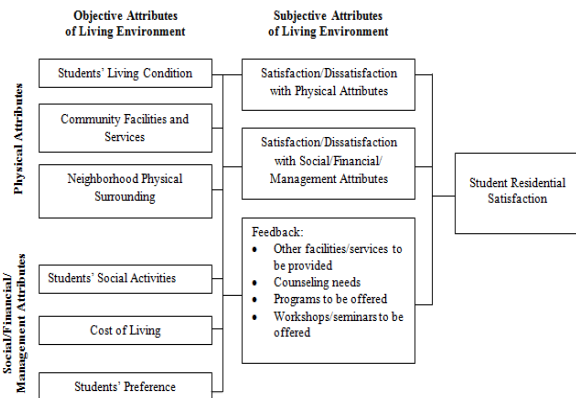 Objective Attributes
of Living Environment
Subjective Attributes
of Living Environment
Physical Attributes
Students’ Living Condition
Community Facilities and
Services
Neighborhood Physical
Surrounding
Social/Financial/
Management Attributes
Students’ Social Activities
Cost of Living
Students’ Preference
Satisfaction/Dissatisfaction
with Physical Attributes
Satisfaction/Dissatisfaction
with Social/Financial/
Management Attributes
Feedback:
• Other facilities/services to
be provided
• Counseling needs
• Programs to be offered
• Workshops/seminars to be
offered
Student Residential
Satisfaction